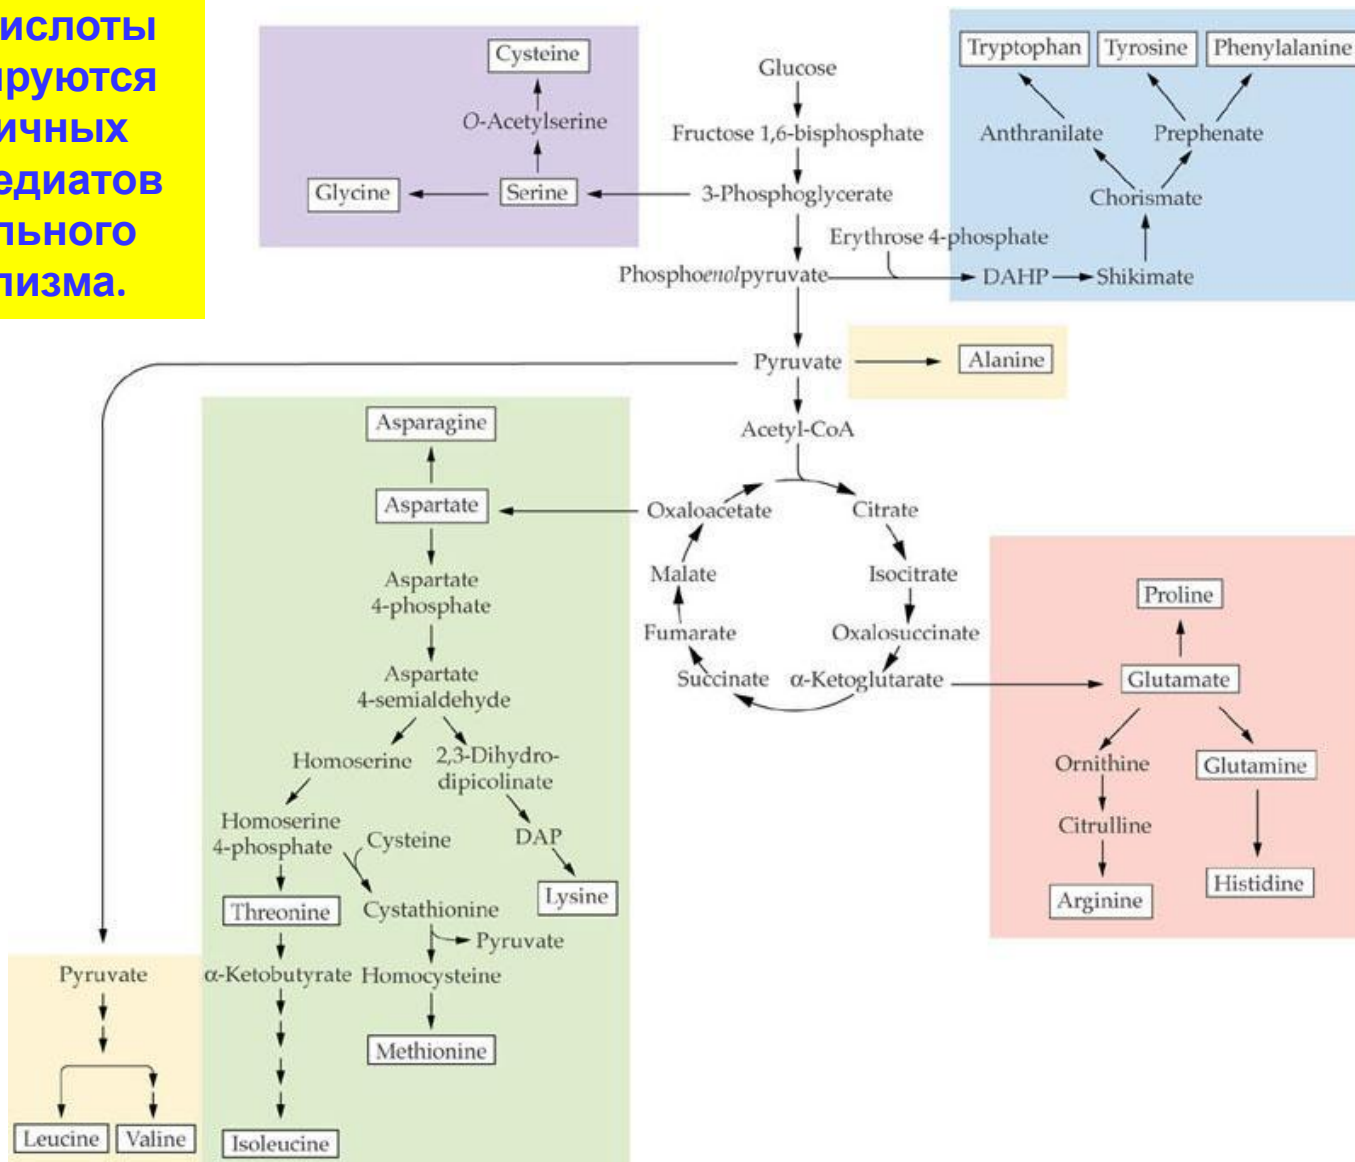 ислоты
ируются
ичных
едиатов
льного
лизма.
Cysteine
O-Acetylserine
Glycine
Serine
Glucose
Fructose 1,6-bisphosphate
3-Phosphoglycerate
Erythrose 4-phosphate
Phosphoenolpyruvate
DAHP
Shikimate
Chorismate
Anthranilate
Prephenate
Tryptophan
Tyrosine
Phenylalanine
Pyruvate
Alanine
Acetyl-CoA
Oxaloacetate
Citrate
Malate
Isocitrate
Fumarate
Oxalosuccinate
Succinate
α-Ketoglutarate
Asparagine
Aspartate
Aspartate
4-phosphate
Aspartate
4-semialdehyde
Homoserine
2,3-Dihydro-
dipicolinate
Homoserine
4-phosphate
Cysteine
DAP
Lysine
Threonine
Cystathionine
Pyruvate
α-Ketobutyrate
Homocysteine
Methionine
Isoleucine
Pyruvate
Leucine
Valine
Proline
Glutamate
Ornithine
Glutamine
Citrulline
Arginine
Histidine